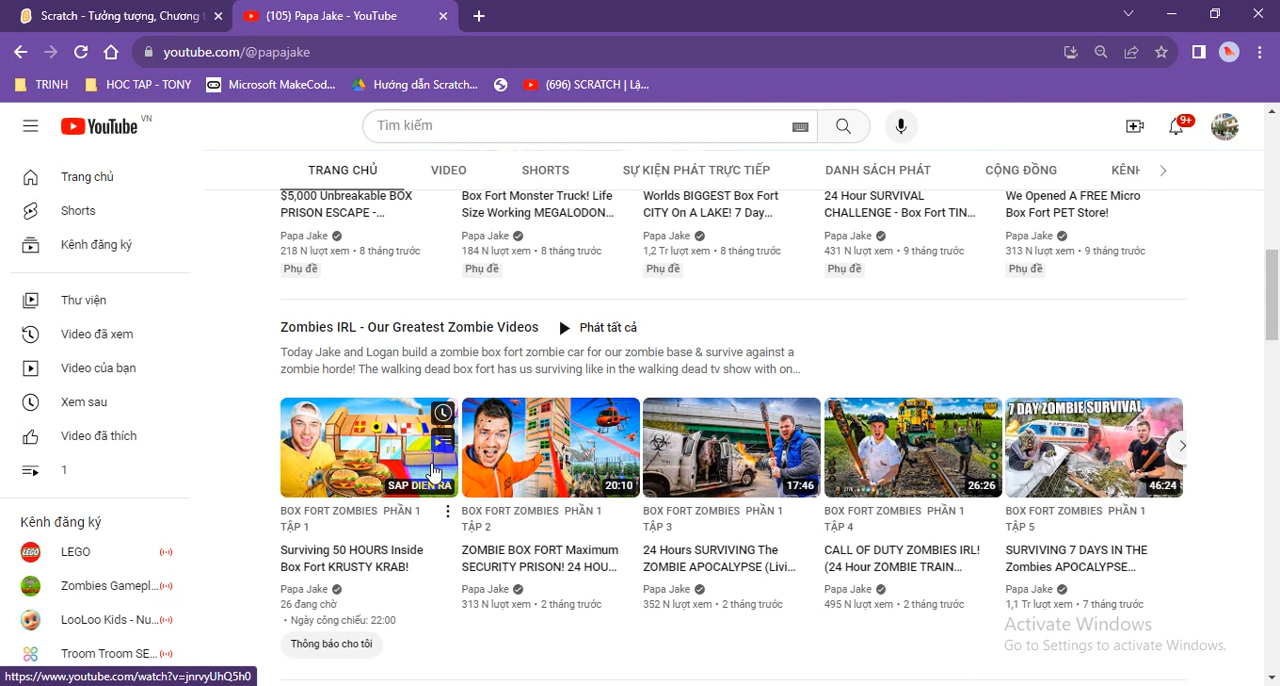 Scratch - Tưởng tượng, Chương t
(105) Papa Jake - YouTube
youtube.com/@papajake
TRINH
HOC TAP - TONY
Microsoft MakeCod...
Hướng dẫn Scratch...
(696) SCRATCH | Lậ...
YouTube VN
Tìm kiếm
9+
TRANG CHỦ
VIDEO
SHORTS
SỰ KIỆN PHÁT TRỰC TIẾP
DANH SÁCH PHÁT
CỘNG ĐỒNG
KÊNH
Trang chủ
Shorts
Kênh đăng ký
Thư viện
Video đã xem
Video của bạn
Xem sau
Video đã thích
1
Kênh đăng ký
LEGO
Zombies Gamepl...
LooLoo Kids - Nu...
Troom Troom SE...
$5,000 Unbreakable BOX
PRISON ESCAPE -...
Papa Jake
218 N lượt xem • 8 tháng trước
Phụ đề
Box Fort Monster Truck! Life
Size Working MEGALODON...
Papa Jake
184 N lượt xem • 8 tháng trước
Phụ đề
Worlds BIGGEST Box Fort
CITY On A LAKE! 7 Day...
Papa Jake
1,2 Tr lượt xem • 8 tháng trước
Phụ đề
24 Hour SURVIVAL
CHALLENGE - Box Fort TIN...
Papa Jake
431 N lượt xem • 9 tháng trước
Phụ đề
We Opened A FREE Micro
Box Fort PET Store!
Papa Jake
313 N lượt xem • 9 tháng trước
Phụ đề
Zombies IRL - Our Greatest Zombie Videos
Phát tất cả
Today Jake and Logan build a zombie box fort zombie car for our zombie base & survive against a
zombie horde! The walking dead box fort has us surviving like in the walking dead tv show with on...
SẮP DIỄN RA
20:10
17:46
26:26
7 DAY ZOMBIE SURVIVAL
46:24
BOX FORT ZOMBIES PHẦN 1
TẬP 1
Surviving 50 HOURS Inside
Box Fort KRUSTY KRAB!
Papa Jake
26 đang chờ
• Ngày công chiếu: 22:00
Thông báo cho tôi
BOX FORT ZOMBIES PHẦN 1
TẬP 2
ZOMBIE BOX FORT Maximum
SECURITY PRISON! 24 HOU...
Papa Jake
313 N lượt xem • 2 tháng trước
BOX FORT ZOMBIES PHẦN 1
TẬP 3
24 Hours SURVIVING The
ZOMBIE APOCALYPSE (Livi...
Papa Jake
352 N lượt xem • 2 tháng trước
BOX FORT ZOMBIES PHẦN 1
TẬP 4
CALL OF DUTY ZOMBIES IRL!
(24 Hour ZOMBIE TRAIN...
Papa Jake
495 N lượt xem • 2 tháng trước
BOX FORT ZOMBIES PHẦN 1
TẬP 5
SURVIVING 7 DAYS IN THE
Zombies APOCALYPSE...
Papa Jake
1,1 Tr lượt xem • 7 tháng trước
Activate Windows
Go to Settings to activate Windows.
https://www.youtube.com/watch?v=jnrvyUhQ5h0